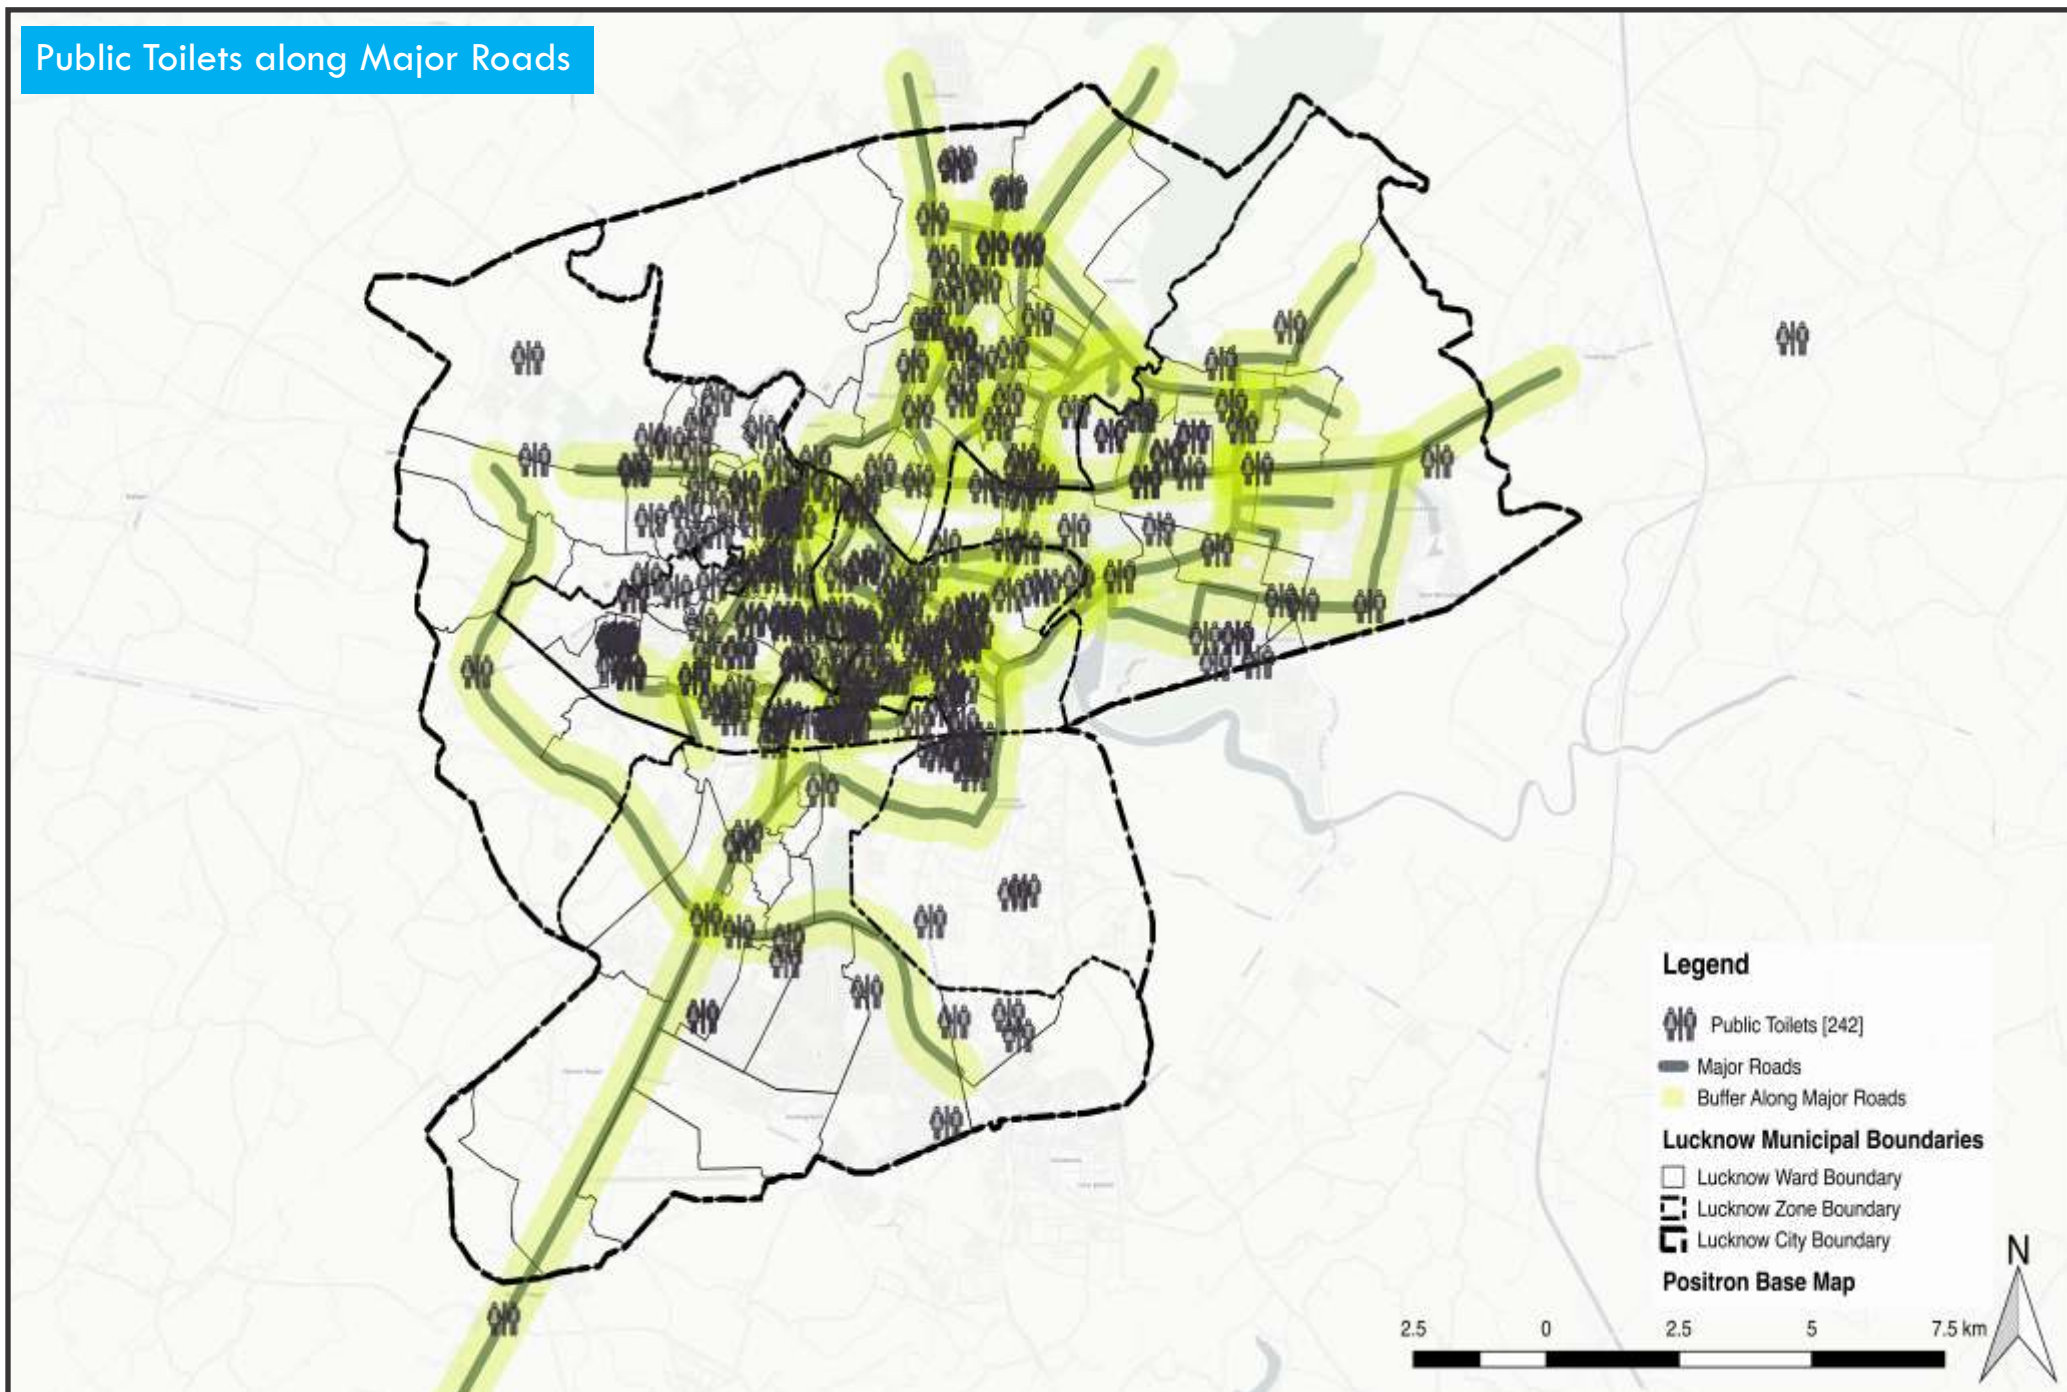 Public Toilets along Major Roads
Legend
Public Toilets [242]
Major Roads
Buffer Along Major Roads
Lucknow Municipal Boundaries
Lucknow Ward Boundary
Lucknow Zone Boundary
Lucknow City Boundary
Positron Base Map
N
2.5 0 2.5 5 7.5 km